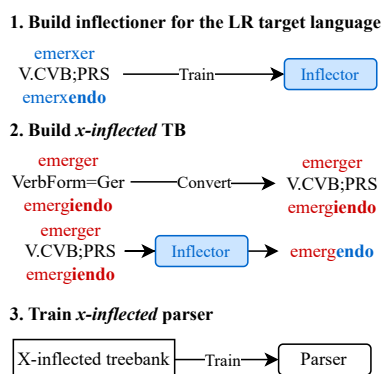 1. Build inflectioner for the LR target language
emerxer
V.CVB;PRS Train Inflector
emerxendo
2. Build x-inflected TB
emerger emerger
VerbForm=Ger Convert V.CVB;PRS
emergiendo emergiendo
emerger
V.CVB;PRS Inflector emergendo
emergiendo
3. Train x-inflected parser
X-inflected treebank Train Parser